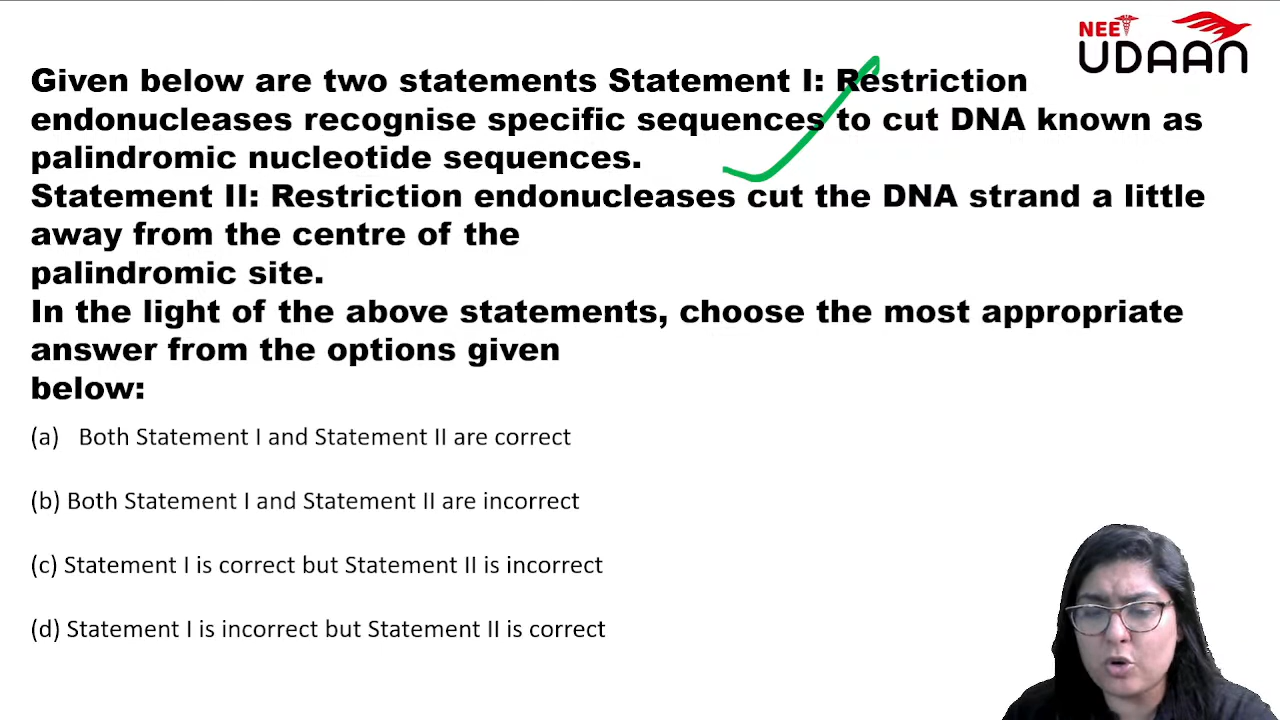 NEET
UDAAN
Given below are two statements Statement I: Restriction
endonucleases recognise specific sequences to cut DNA known as
palindromic nucleotide sequences.
Statement II: Restriction endonucleases cut the DNA strand a little
away from the centre of the
palindromic site.
In the light of the above statements, choose the most appropriate
answer from the options given
below:
(a) Both Statement I and Statement II are correct
(b) Both Statement I and Statement II are incorrect
(c) Statement I is correct but Statement II is incorrect
(d) Statement I is incorrect but Statement II is correct